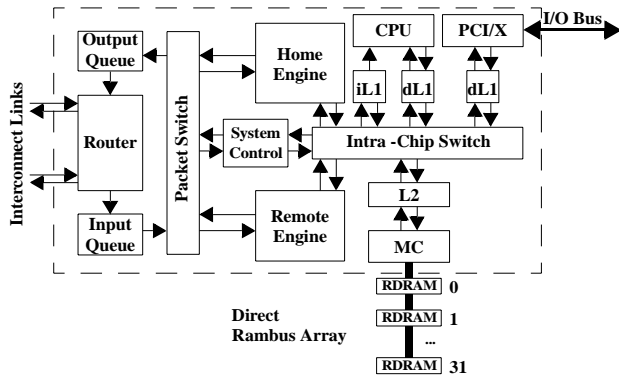 Output
Queue
Home
Engine
CPU
PCI/X
I/O Bus
iL1
dL1
dL1
Interconnect Links
Router
Packet Switch
System
Control
Intra -Chip Switch
L2
Input
Queue
Remote
Engine
MC
RDRAM 0
Direct
Rambus Array
RDRAM 1
...
RDRAM 31